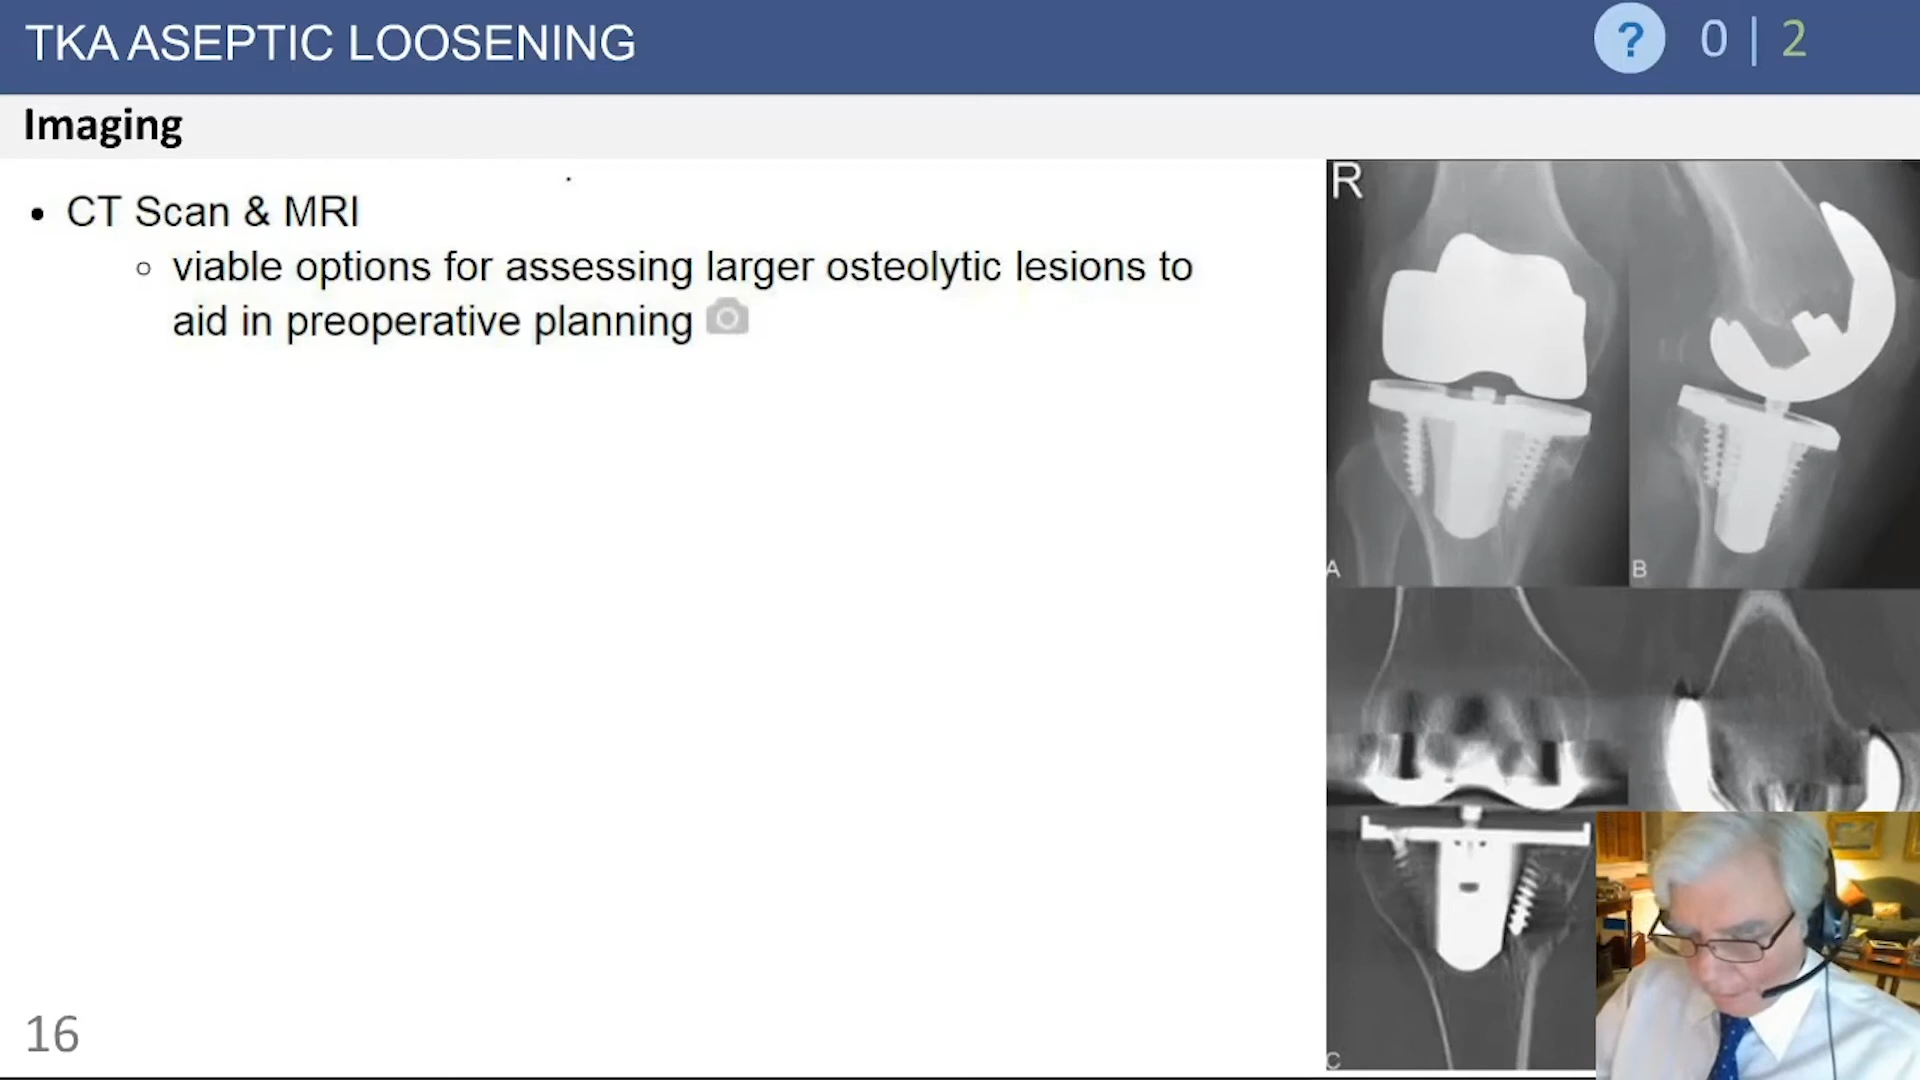 TKA ASEPTIC LOOSENING
? 0 | 2
Imaging
• CT Scan & MRI
○ viable options for assessing larger osteolytic lesions to
aid in preoperative planning
R
A
B
C
16